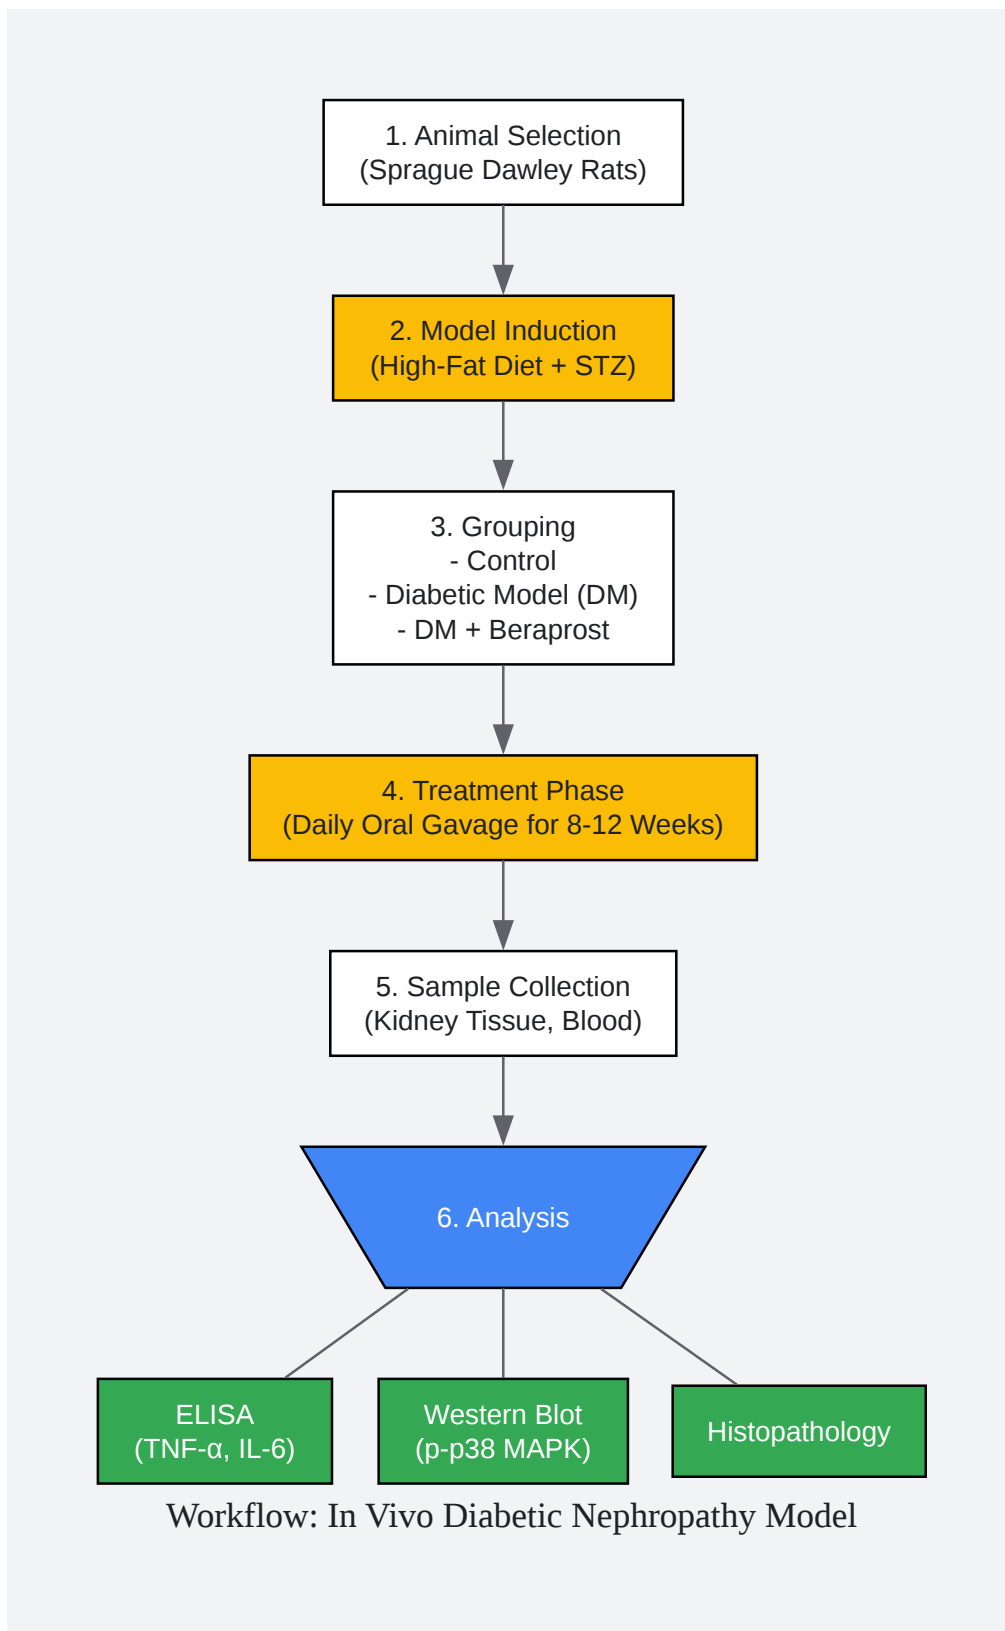 1. Animal Selection
(Sprague Dawley Rats)
2. Model Induction
(High-Fat Diet + STZ)
3. Grouping
- Control
- Diabetic Model (DM)
- DM + Beraprost
4. Treatment Phase
(Daily Oral Gavage for 8-12 Weeks)
5. Sample Collection
(Kidney Tissue, Blood)
6. Analysis
ELISA
(TNF-α, IL-6)
Western Blot
(p-p38 MAPK)
Histopathology
Workflow: In Vivo Diabetic Nephropathy Model